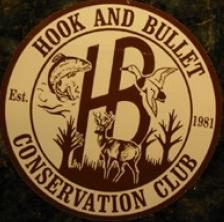 HOOK AND BULLET
Est.
HB
1981
CONSERVATION CLUB